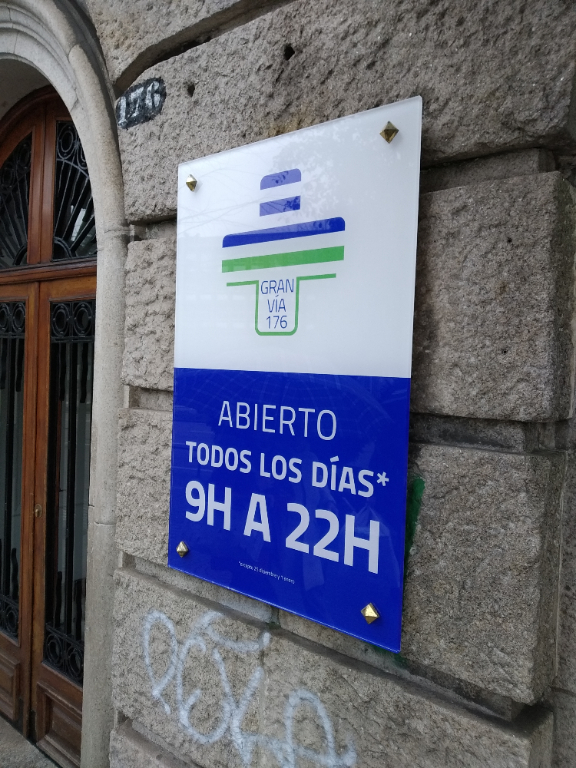 176
GRAN
VÍA
176
ABIERTO
TODOS LOS DÍAS*
9H A 22H